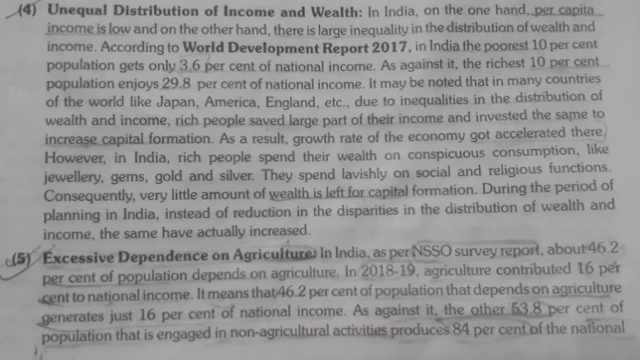 (4) Unequal Distribution of Income and Wealth: In India, on the one hand, per capita
income is low and on the other hand, there is large inequality in the distribution of wealth and
income. According to World Development Report 2017, in India the poorest 10 per cent
population gets only 3.6 per cent of national income. As against it, the richest 10 per cent
population enjoys 29.8 per cent of national income. It may be noted that in many countries
of the world like Japan, America, England, etc., due to inequalities in the distribution of
wealth and income, rich people saved large part of their income and invested the same to
increase capital formation. As a result, growth rate of the economy got accelerated there.
However, in India, rich people spend their wealth on conspicuous consumption, like
jewellery, gems, gold and silver. They spend lavishly on social and religious functions.
Consequently, very little amount of wealth is left for capital formation. During the period of
planning in India, instead of reduction in the disparities in the distribution of wealth and
income, the same have actually increased.
(5) Excessive Dependence on Agriculture: In India, as per NSSO survey report, about 46.2
per cent of population depends on agriculture. In 2018-19, agriculture contributed 16 per
cent to national income. It means that 46.2 per cent of population that depends on agriculture
generates just 16 per cent of national income. As against it, the other 53.8 per cent of
population that is engaged in non-agricultural activities produces 84 per cent of the national